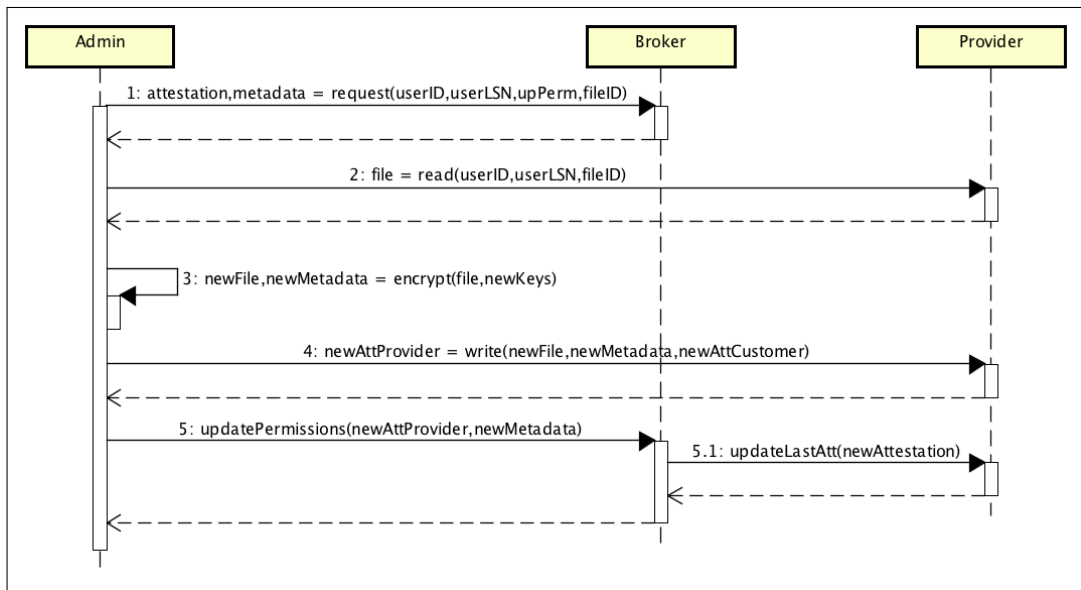 Admin
Broker
Provider
1: attestation,metadata = request(userID,userLSN,upPerm,fileID)
2: file = read(userID,userLSN,fileID)
3: newFile,newMetadata = encrypt(file,newKeys)
4: newAttProvider = write(newFile,newMetadata,newAttCustomer)
5: updatePermissions(newAttProvider,newMetadata)
5.1: updateLastAtt(newAttestation)